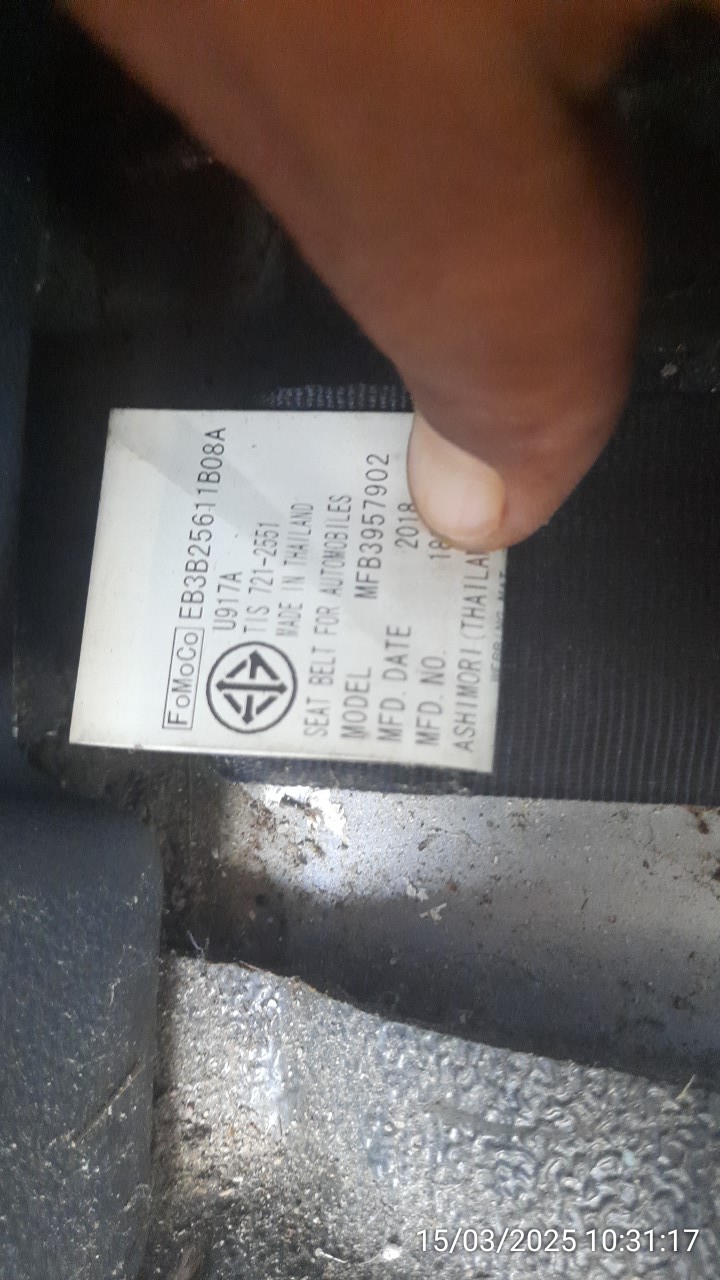 FoMoCo EB3B25611B08A
U917A
TIS 721-2551
MADE IN THAILAND
SEAT BELT FOR AUTOMOBILES
MODEL MFB3957902
MFD. DATE 2018
MFD. NO. 18
ASHIMORI (THAILA
15/03/2025 10:31:17